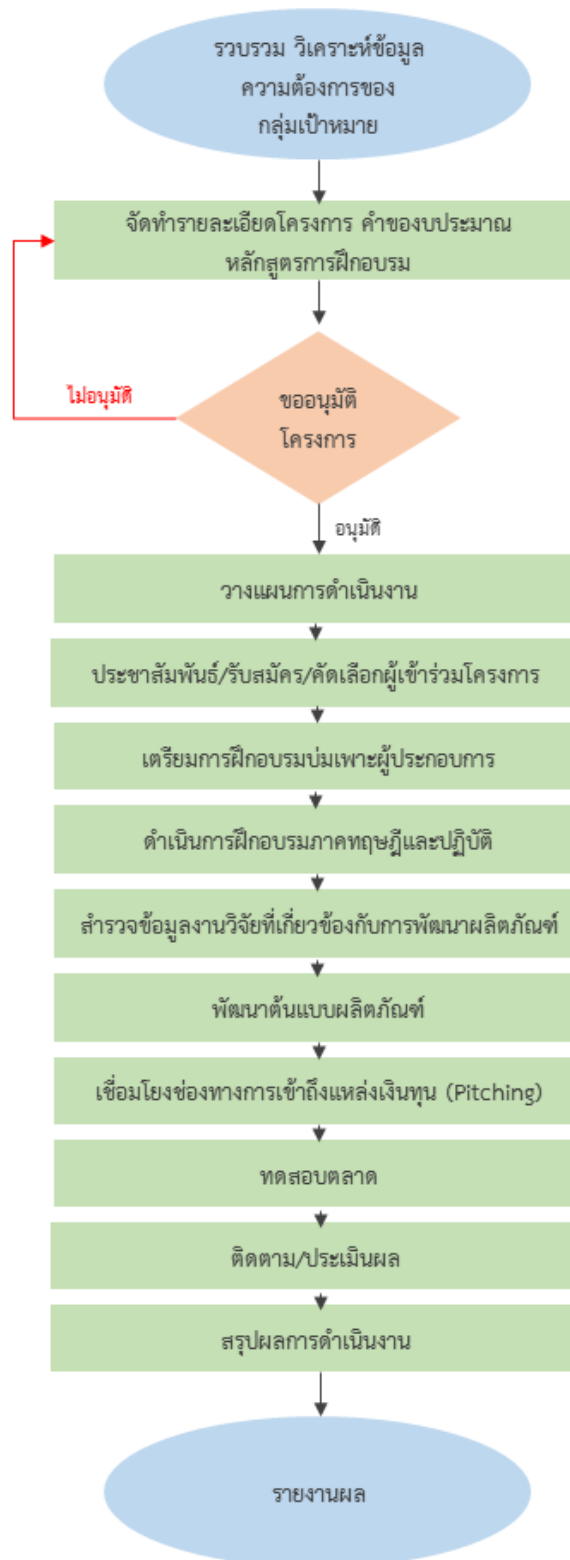 รวบรวม วิเคราะห์ข้อมูล
ความต้องการของ
กลุ่มเป้าหมาย
จัดทำรายละเอียดโครงการ คำของบประมาณ
หลักสูตรการฝึกอบรม
ไม่อนุมัติ
ขออนุมัติ
โครงการ
อนุมัติ
วางแผนการดำเนินงาน
ประชาสัมพันธ์/รับสมัคร/คัดเลือกผู้เข้าร่วมโครงการ
เตรียมการฝึกอบรมบ่มเพาะผู้ประกอบการ
ดำเนินการฝึกอบรมภาคทฤษฎีและปฏิบัติ
สำรวจข้อมูลงานวิจัยที่เกี่ยวข้องกับการพัฒนาผลิตภัณฑ์
พัฒนาต้นแบบผลิตภัณฑ์
เชื่อมโยงช่องทางการเข้าถึงแหล่งเงินทุน (Pitching)
ทดสอบตลาด
ติดตาม/ประเมินผล
สรุปผลการดำเนินงาน
รายงานผล